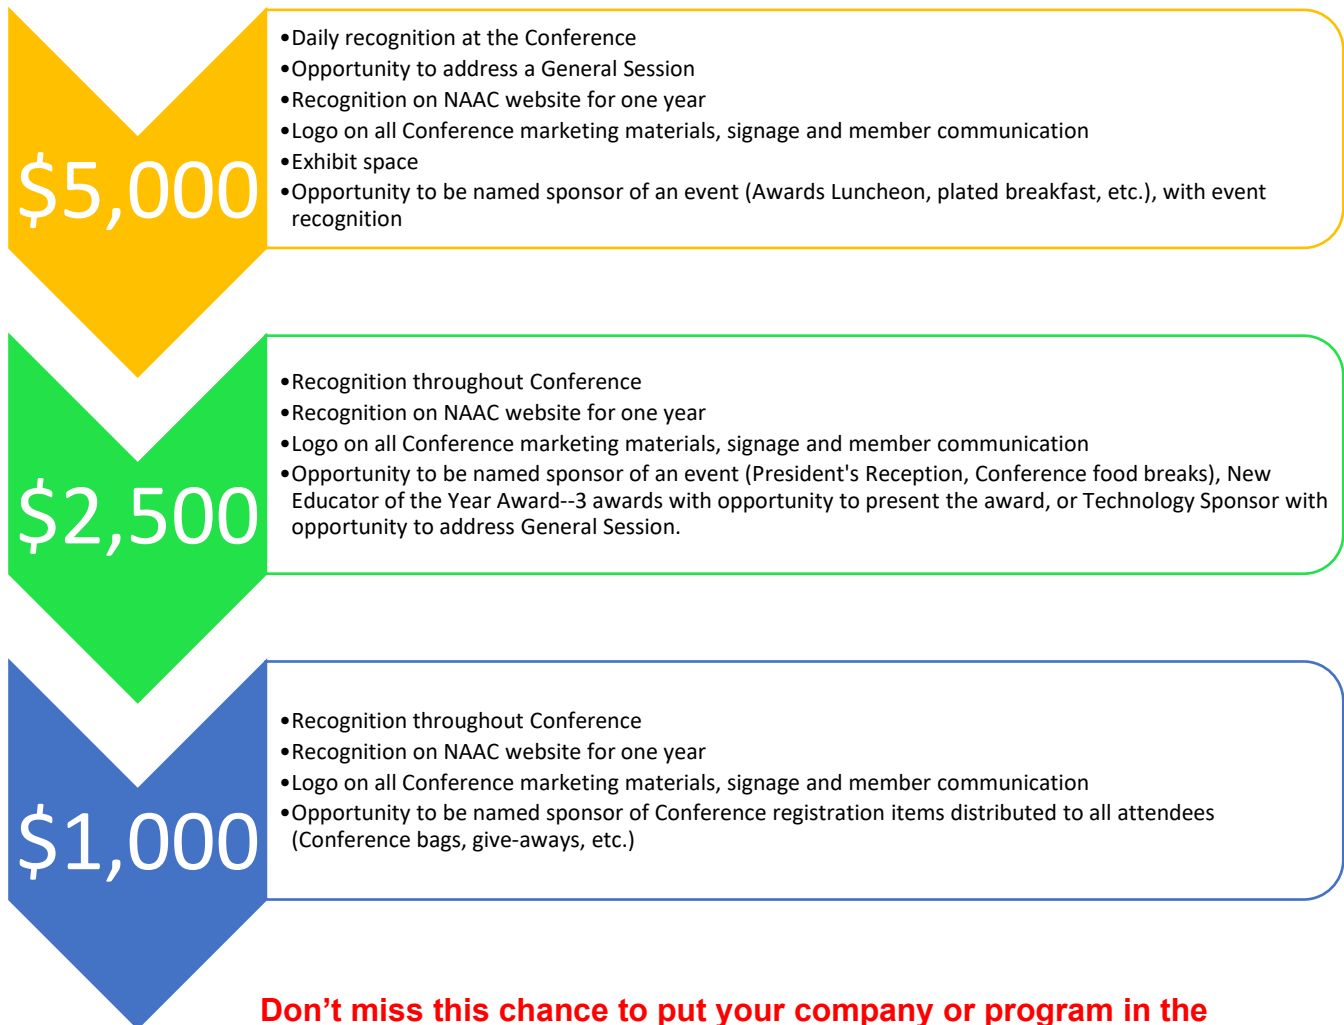 $5,000
•Daily recognition at the Conference
•Opportunity to address a General Session
•Recognition on NAAC website for one year
•Logo on all Conference marketing materials, signage and member communication
•Exhibit space
•Opportunity to be named sponsor of an event (Awards Luncheon, plated breakfast, etc.), with event
recognition
$2,500
•Recognition throughout Conference
•Recognition on NAAC website for one year
•Logo on all Conference marketing materials, signage and member communication
•Opportunity to be named sponsor of an event (President's Reception, Conference food breaks), New
Educator of the Year Award--3 awards with opportunity to present the award, or Technology Sponsor with
opportunity to address General Session.
$1,000
•Recognition throughout Conference
•Recognition on NAAC website for one year
•Logo on all Conference marketing materials, signage and member communication
•Opportunity to be named sponsor of Conference registration items distributed to all attendees
(Conference bags, give-aways, etc.)
Don’t miss this chance to put your company or program in the